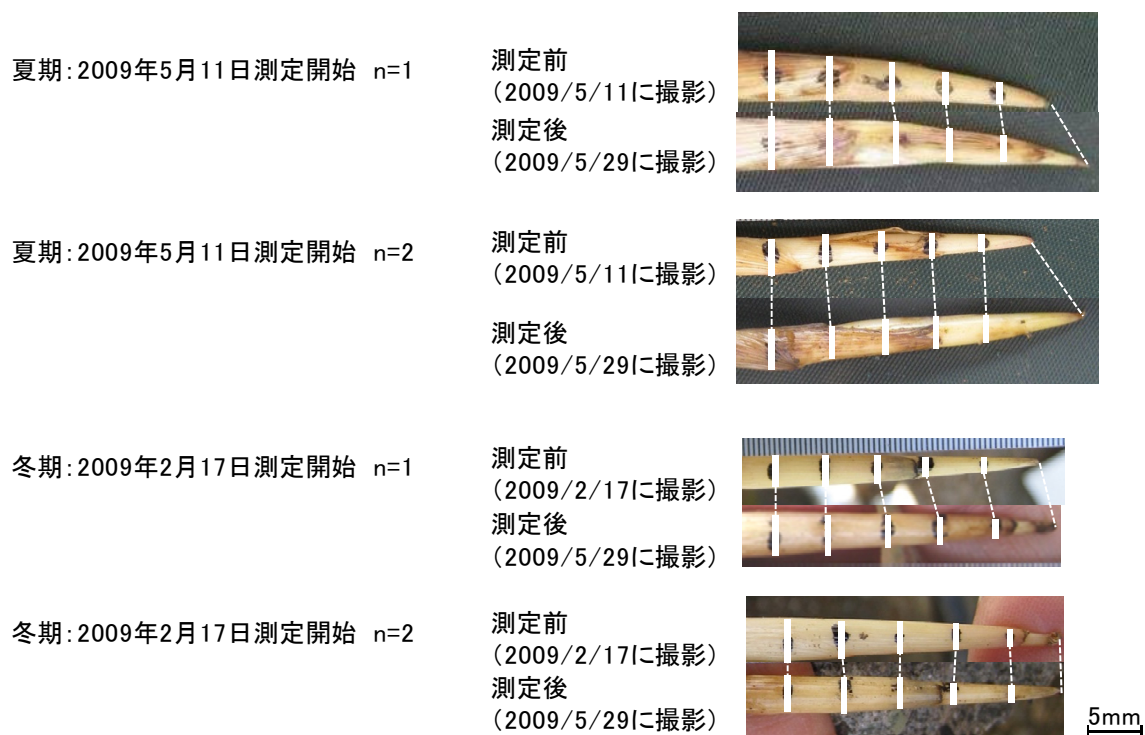 夏期：2009年5月11日測定開始 n=1
測定前
（2009/5/11に撮影）
測定後
（2009/5/29に撮影）
夏期：2009年5月11日測定開始 n=2
測定前
（2009/5/11に撮影）
測定後
（2009/5/29に撮影）
冬期：2009年2月17日測定開始 n=1
測定前
（2009/2/17に撮影）
測定後
（2009/5/29に撮影）
冬期：2009年2月17日測定開始 n=2
測定前
（2009/2/17に撮影）
測定後
（2009/5/29に撮影）
5mm